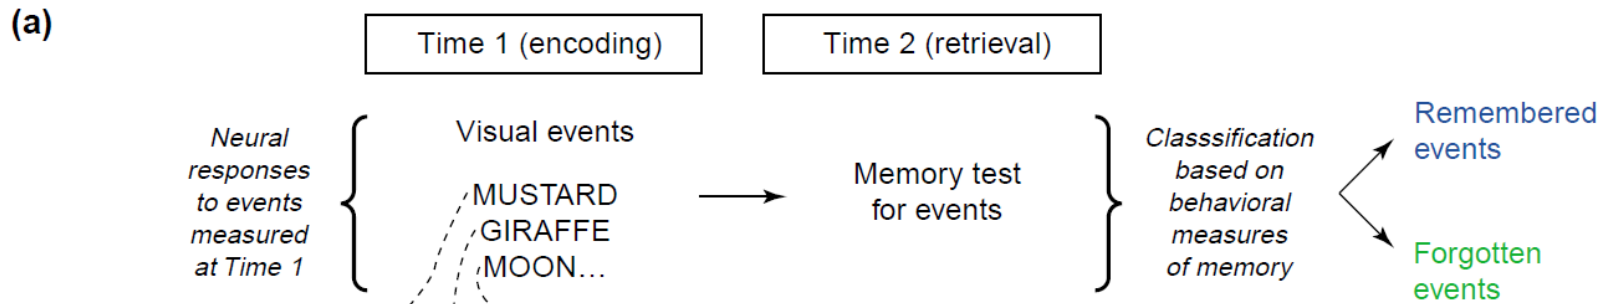 (a)
Time 1 (encoding)
Time 2 (retrieval)
Neural
responses
to events
measured
at Time 1
Visual events
MUSTARD
GIRAFFE
MOON...
Memory test
for events
Classsification
based on
behavioral
measures
of memory
Remembered
events
Forgotten
events